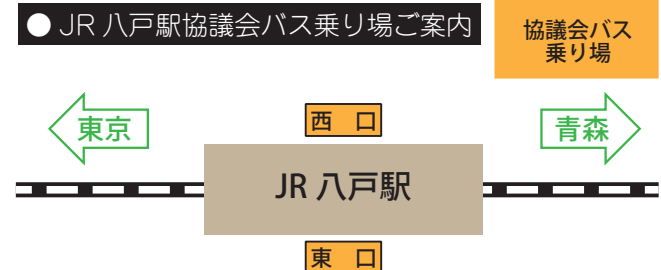 ● JR 八戸駅協議会バス乗り場ご案内
協議会バス
乗り場
東京
西 口
青森
JR 八戸駅
東 口